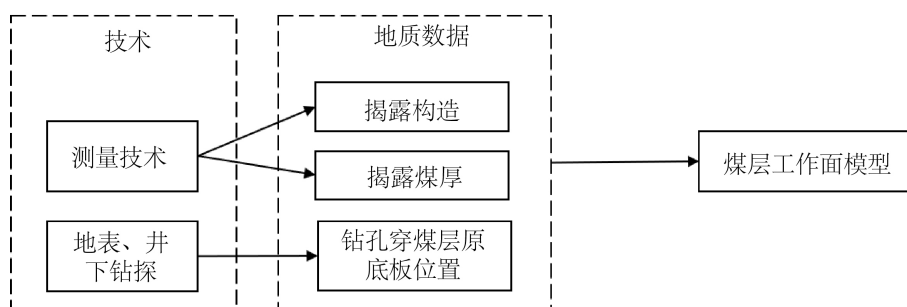 技术
地质数据
测量技术
揭露构造
揭露煤厚
煤层工作面模型
地表、井
下钻探
钻孔穿煤层原
底板位置